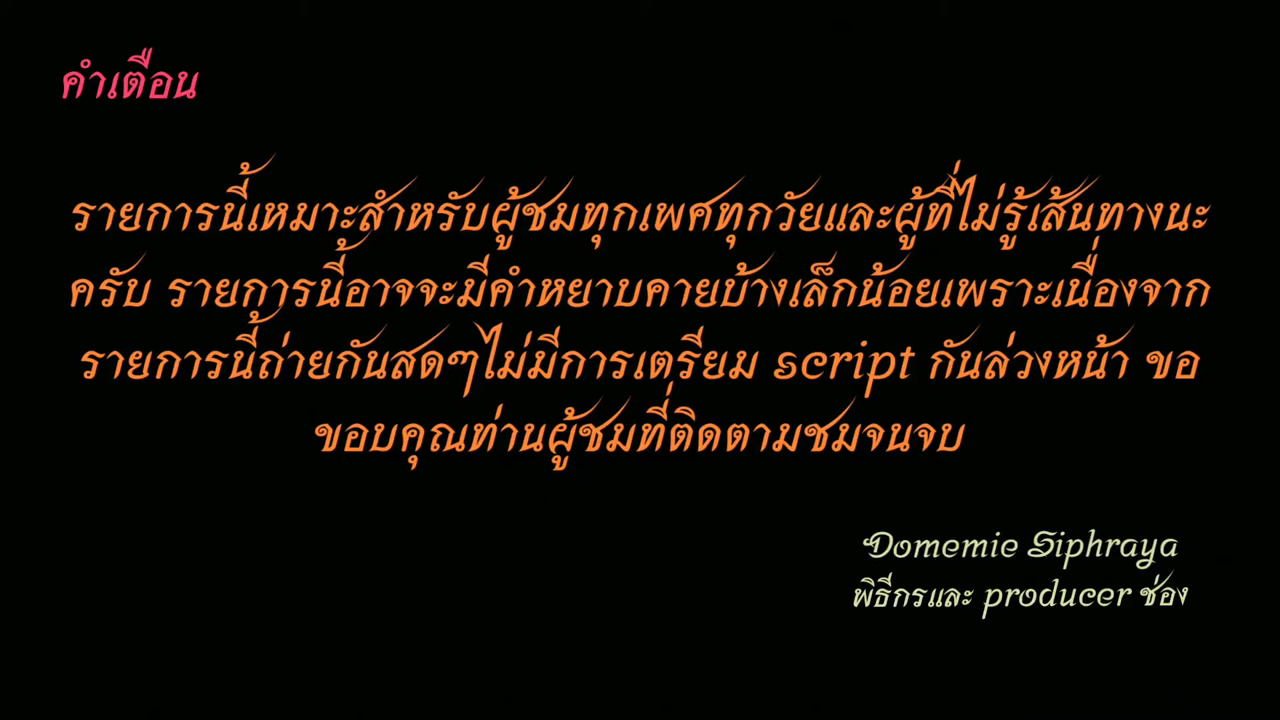 คำเตือน
รายการนี้เหมาะสำหรับผู้ชมทุกเพศทุกวัยและผู้ที่ไม่รู้เส้นทางนะ
ครับ รายการนี้อาจจะมีคำหยาบคายบ้างเล็กน้อยเพราะเนื่องจาก
รายการนี้ถ่ายกันสดๆไม่มีการเตรียม script กันล่วงหน้า ขอ
ขอบคุณท่านผู้ชมที่ติดตามชมจนจบ
Domemie Siphraya
พิธีกรและ producer ช่อง